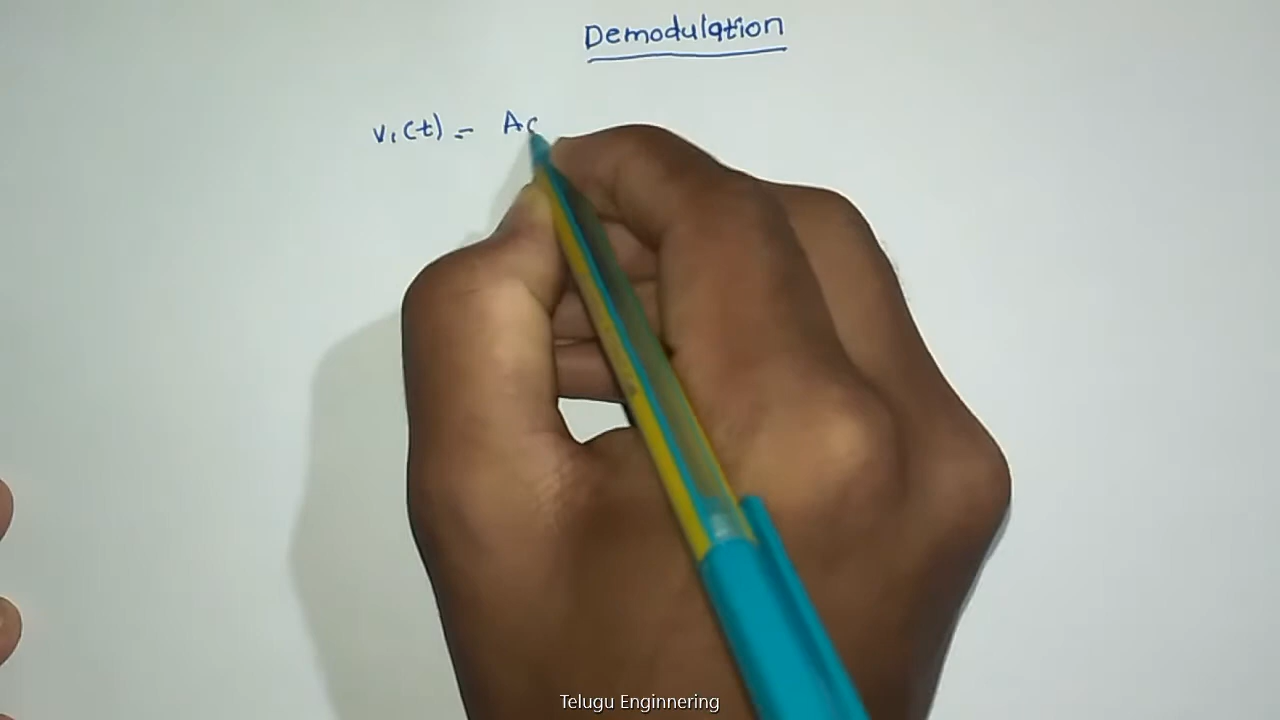 Demodulation
v₁(t) = Ac
Telugu Enginnering